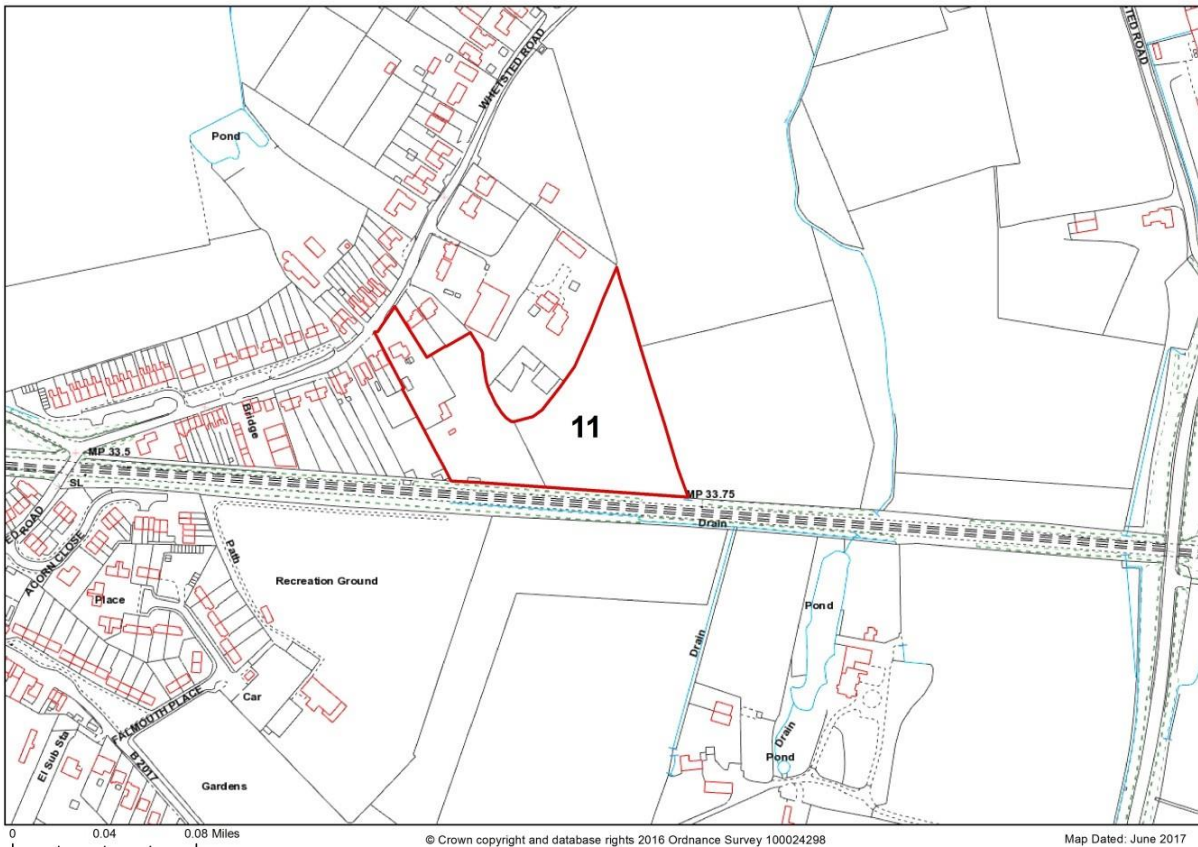 WHETSTED ROAD
STED ROAD
Pond
Bridge
MP 33.5
SL
11
MP 33.75
Drain
ED ROAD
ACORN CLOSE
Path
Recreation Ground
Place
Pond
Drain
Car
FALMOUTH PLACE
Drain
Pond
El Sub Sta
B 2017
Gardens
0 0.04 0.08 Miles
© Crown copyright and database rights 2016 Ordnance Survey 100024298
Map Dated: June 2017